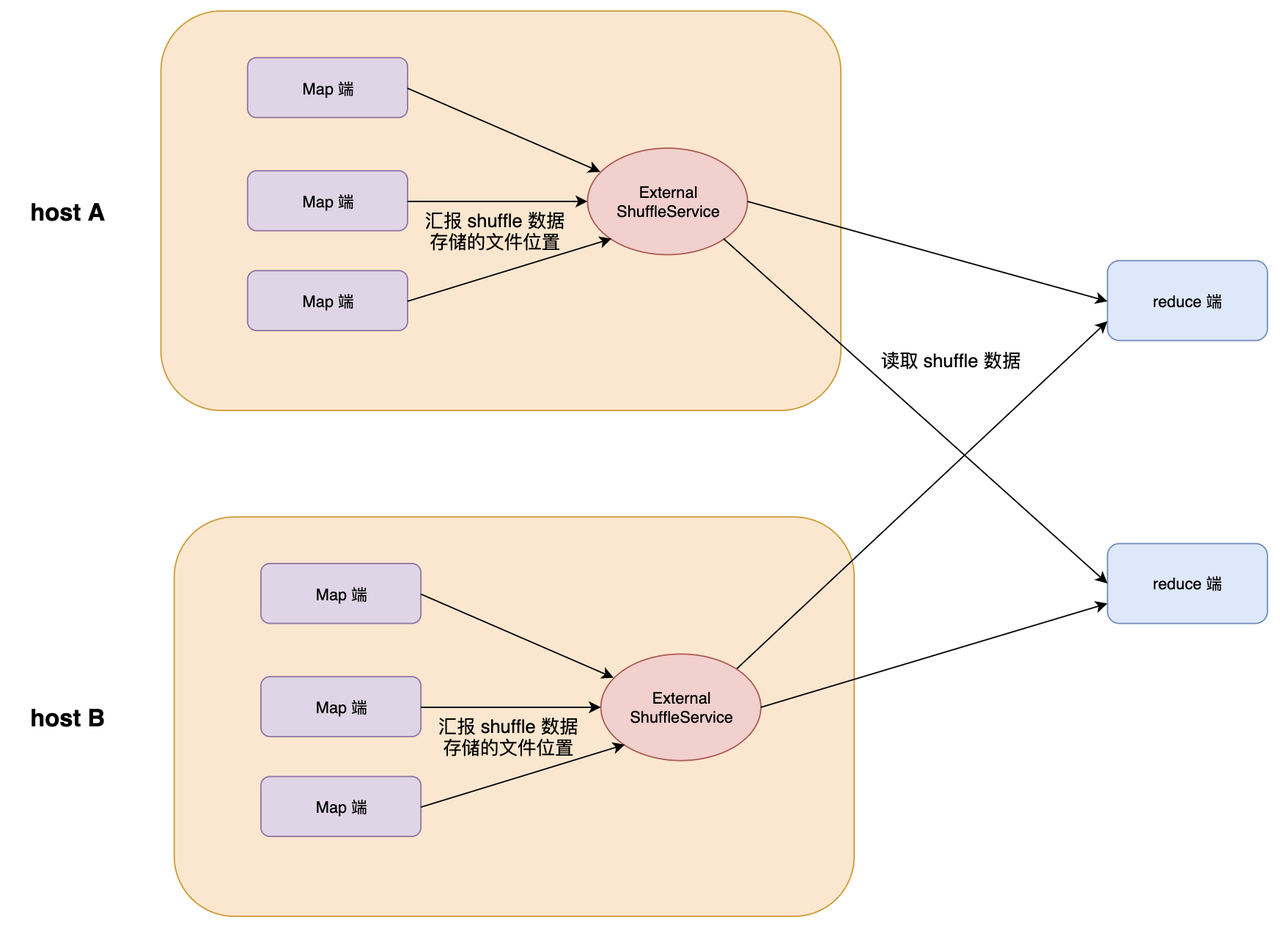 Map 端
host A
Map 端
External
ShuffleService
汇报 shuffle 数据
存储的文件位置
Map 端
reduce 端
读取 shuffle 数据
Map 端
reduce 端
host B
Map 端
External
ShuffleService
汇报 shuffle 数据
存储的文件位置
Map 端